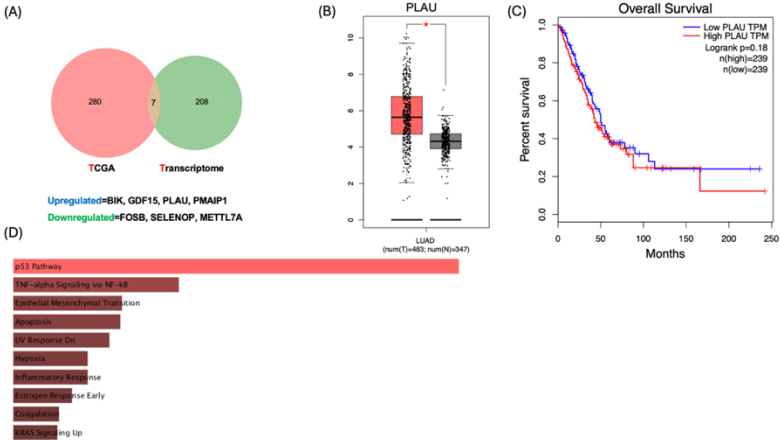 (A)
280
7
208
TCGA
Transcriptome
Upregulated=BIK, GDF15, PLAU, PMAIP1
Downregulated=FOSB, SELENOP, METTL7A
(B)
PLAU
*
10
8
6
4
2
0
LUAD
(num(T)=483; num(N)=347)
(C)
Overall Survival
Low PLAU TPM
High PLAU TPM
Logrank p=0.18
n(high)=239
n(low)=239
Percent survival
1.0
0.8
0.6
0.4
0.2
0.0
0
50
100
150
200
250
Months
(D)
p53 Pathway
TNF-alpha Signaling via NF-kB
Epithelial Mesenchymal Transition
Apoptosis
UV Response Dn
Hypoxia
Inflammatory Response
Estrogen Response Early
Coagulation
KRAS Signaling Up